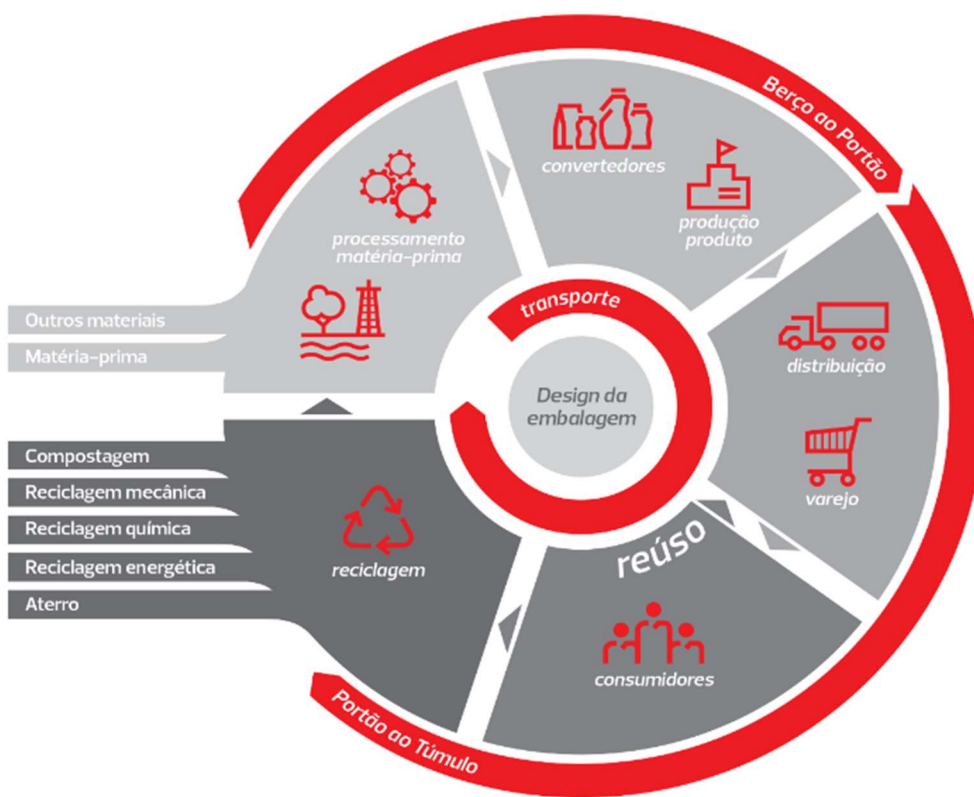 Berço ao Portão
convertedores
produção
produto
processamento
matéria-prima
Outros materiais
Matéria-prima
transporte
Design da
embalagem
distribuição
varejo
Compostagem
Reciclagem mecânica
Reciclagem química
Reciclagem energética
Aterro
reciclagem
reúso
consumidores
Portão ao Túmulo